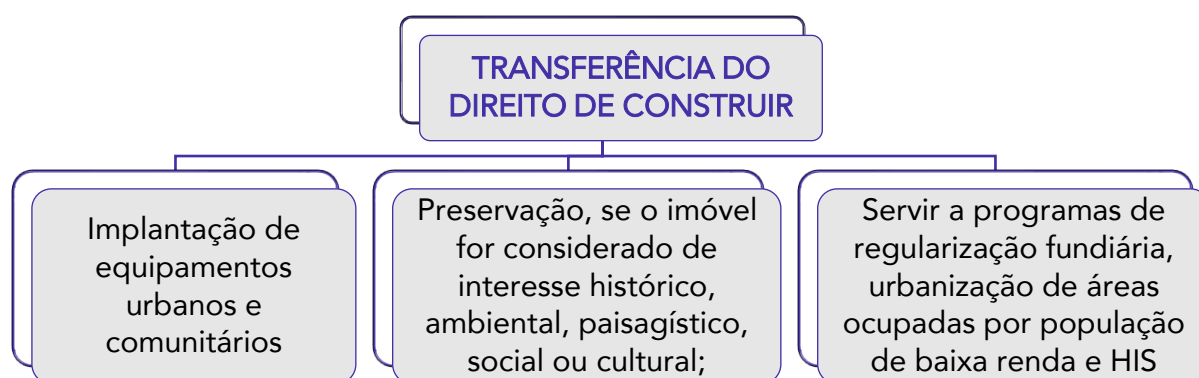 TRANSFERÊNCIA DO
DIREITO DE CONSTRUIR
Implantação de
equipamentos
urbanos e
comunitários
Preservação, se o imóvel
for considerado de
interesse histórico,
ambiental, paisagístico,
social ou cultural;
Servir a programas de
regularização fundiária,
urbanização de áreas
ocupadas por população
de baixa renda e HIS